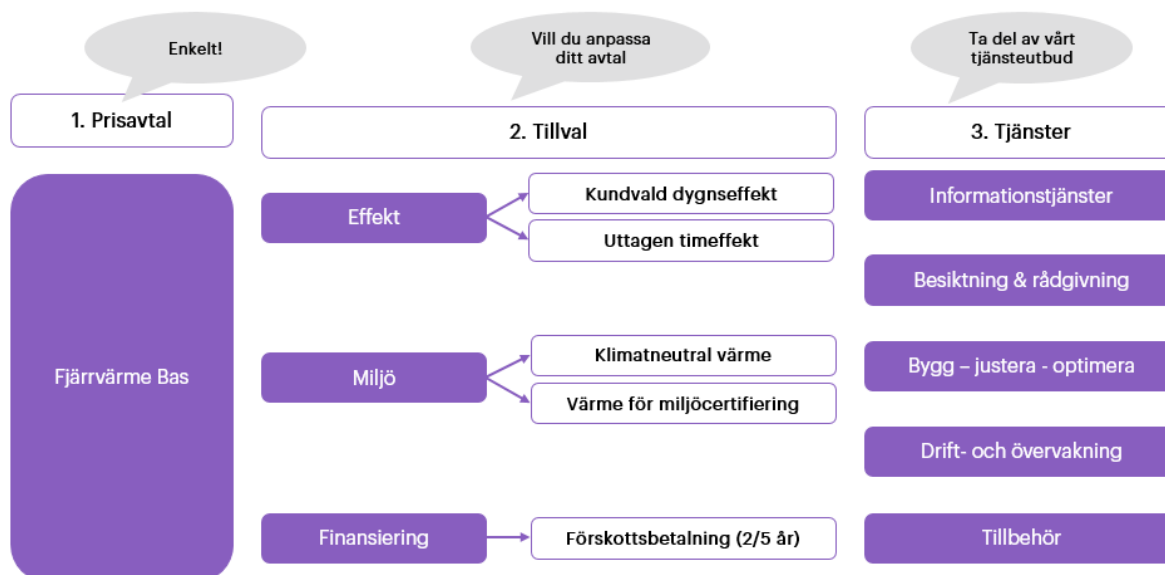 Enkelt!
Vill du anpassa
ditt avtal
Ta del av vårt
tjänsteutbud
1. Prisavtal
2. Tillval
3. Tjänster
Fjärrvärme Bas
Effekt
Kundvald dygnseffekt
Uttagen timeffekt
Miljö
Klimatneutral värme
Värme för miljöcertifiering
Finansiering
Förskottsbetalning (2/5 år)
Informationstjänster
Besiktning & rådgivning
Bygg – justera - optimera
Drift- och övervakning
Tillbehör